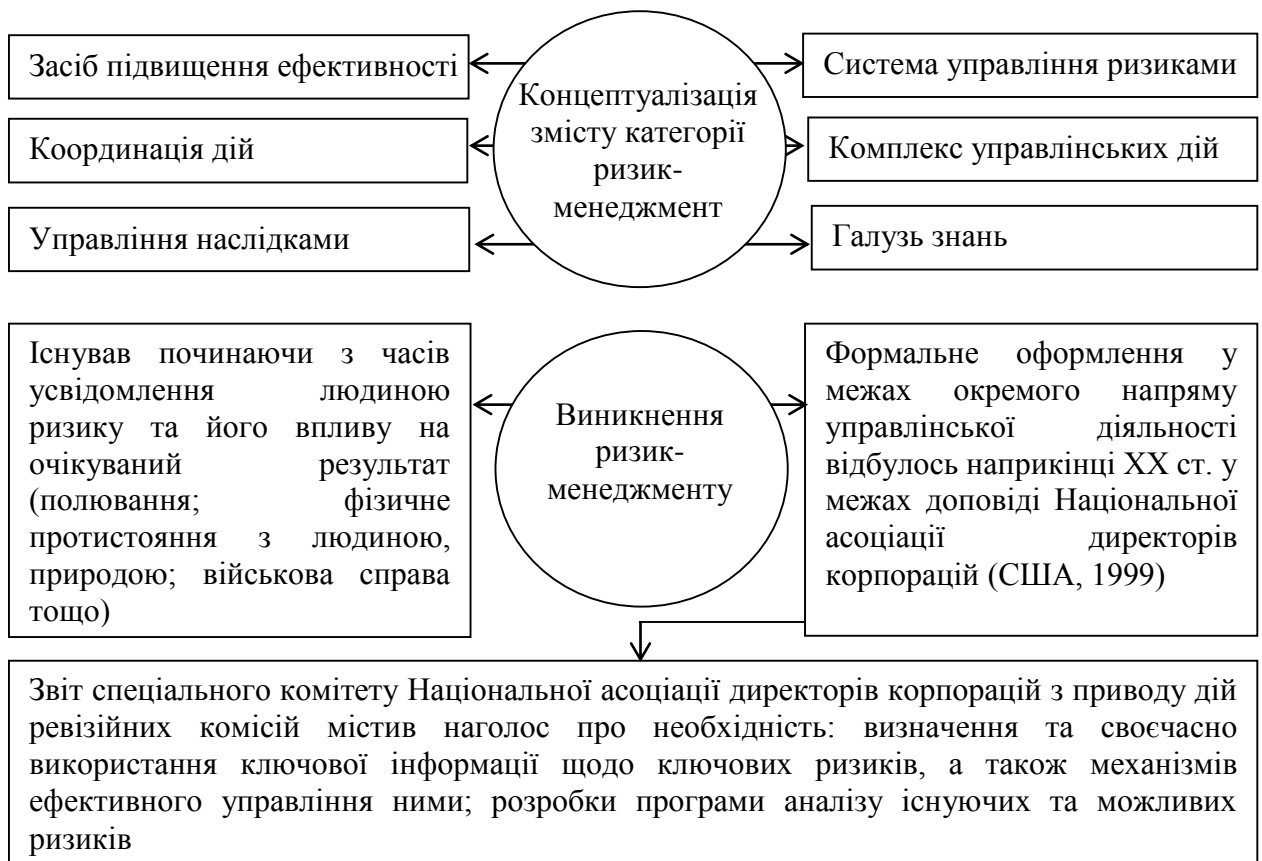 Засіб підвищення ефективності
Координація дій
Управління наслідками
Концептуалізація
змісту категорії
ризик-
менеджмент
Система управління ризиками
Комплекс управлінських дій
Галузь знань
Існував починаючи з часів
усвідомлення людиною
ризику та його впливу на
очікуваний результат
(полювання; фізичне
протистояння з людиною,
природою; військова справа
тощо)
Виникнення
ризик-
менеджменту
Формальне оформлення у
межах окремого напряму
управлінської діяльності
відбулось наприкінці ХХ ст. у
межах доповіді Національної
асоціації директорів
корпорацій (США, 1999)
Звіт спеціального комітету Національної асоціації директорів корпорацій з приводу дій
ревізійних комісій містив наголос про необхідність: визначення та своєчасно
використання ключової інформації щодо ключових ризиків, а також механізмів
ефективного управління ними; розробки програми аналізу існуючих та можливих
ризиків